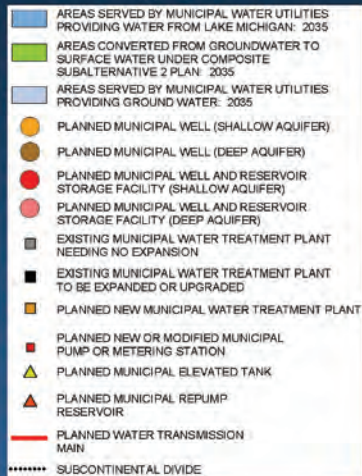 AREAS SERVED BY MUNICIPAL WATER UTILITIES
PROVIDING WATER FROM LAKE MICHIGAN: 2035
AREAS CONVERTED FROM GROUNDWATER TO
SURFACE WATER UNDER COMPOSITE
SUBALTERNATIVE 2 PLAN: 2035
AREAS SERVED BY MUNICIPAL WATER UTILITIES
PROVIDING GROUND WATER: 2035
PLANNED MUNICIPAL WELL (SHALLOW AQUIFER)
PLANNED MUNICIPAL WELL (DEEP AQUIFER)
PLANNED MUNICIPAL WELL AND RESERVOIR
STORAGE FACILITY (SHALLOW AQUIFER)
PLANNED MUNICIPAL WELL AND RESERVOIR
STORAGE FACILITY (DEEP AQUIFER)
EXISTING MUNICIPAL WATER TREATMENT PLANT
NEEDING NO EXPANSION
EXISTING MUNICIPAL WATER TREATMENT PLANT
TO BE EXPANDED OR UPGRADED
PLANNED NEW MUNICIPAL WATER TREATMENT PLANT
PLANNED NEW OR MODIFIED MUNICIPAL
PUMP OR METERING STATION
PLANNED MUNICIPAL ELEVATED TANK
PLANNED MUNICIPAL REPUMP
RESERVOIR
PLANNED WATER TRANSMISSION
MAIN
SUBCONTINENTAL DIVIDE